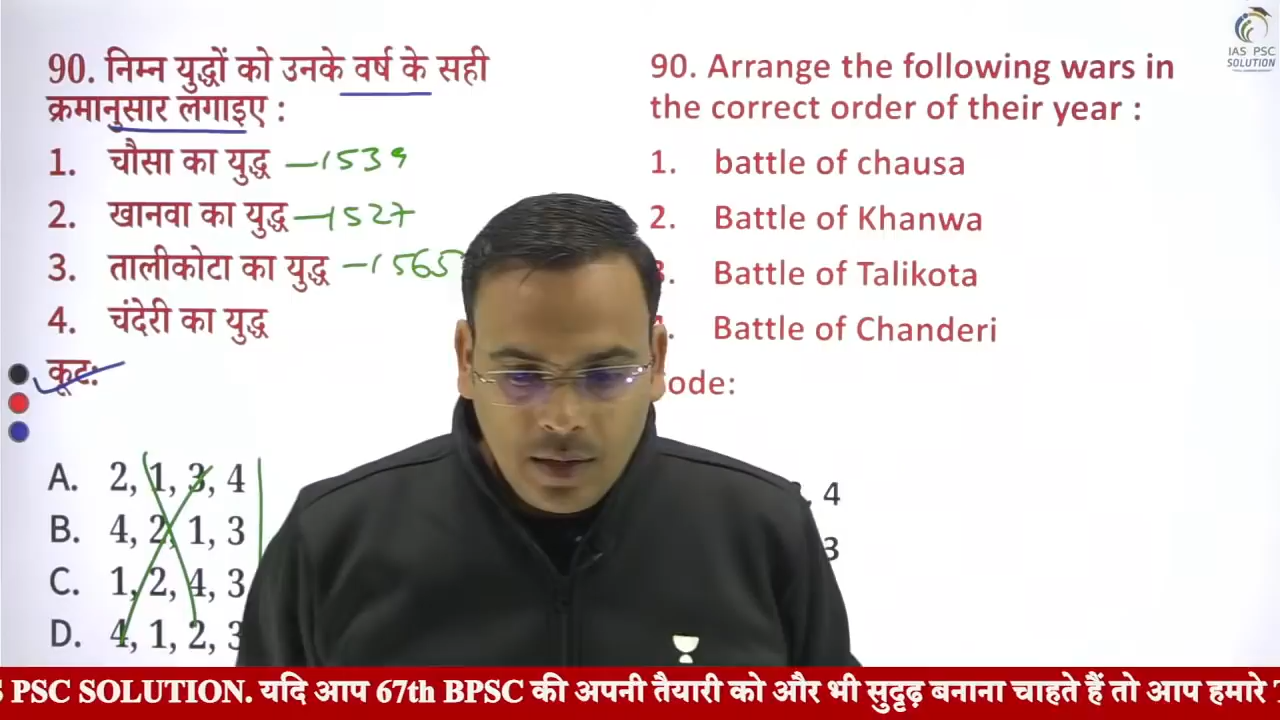 IAS PSC
SOLUTION
90. निम्न युद्धों को उनके वर्ष के सही
क्रमानुसार लगाइए :
1. चौसा का युद्ध –1539
2. खानवा का युद्ध –1527
3. तालीकोटा का युद्ध –1565
4. चंदेरी का युद्ध
कूट:
A. 2, 1, 3, 4
B. 4, 2, 1, 3
C. 1, 2, 4, 3
D. 4, 1, 2, 3
90. Arrange the following wars in
the correct order of their year :
1. battle of chausa
2. Battle of Khanwa
3. Battle of Talikota
Battle of Chanderi
ode:
, 4
3
S PSC SOLUTION. यदि आप 67th BPSC की अपनी तैयारी को और भी सुदृढ़ बनाना चाहते हैं तो आप हमारे